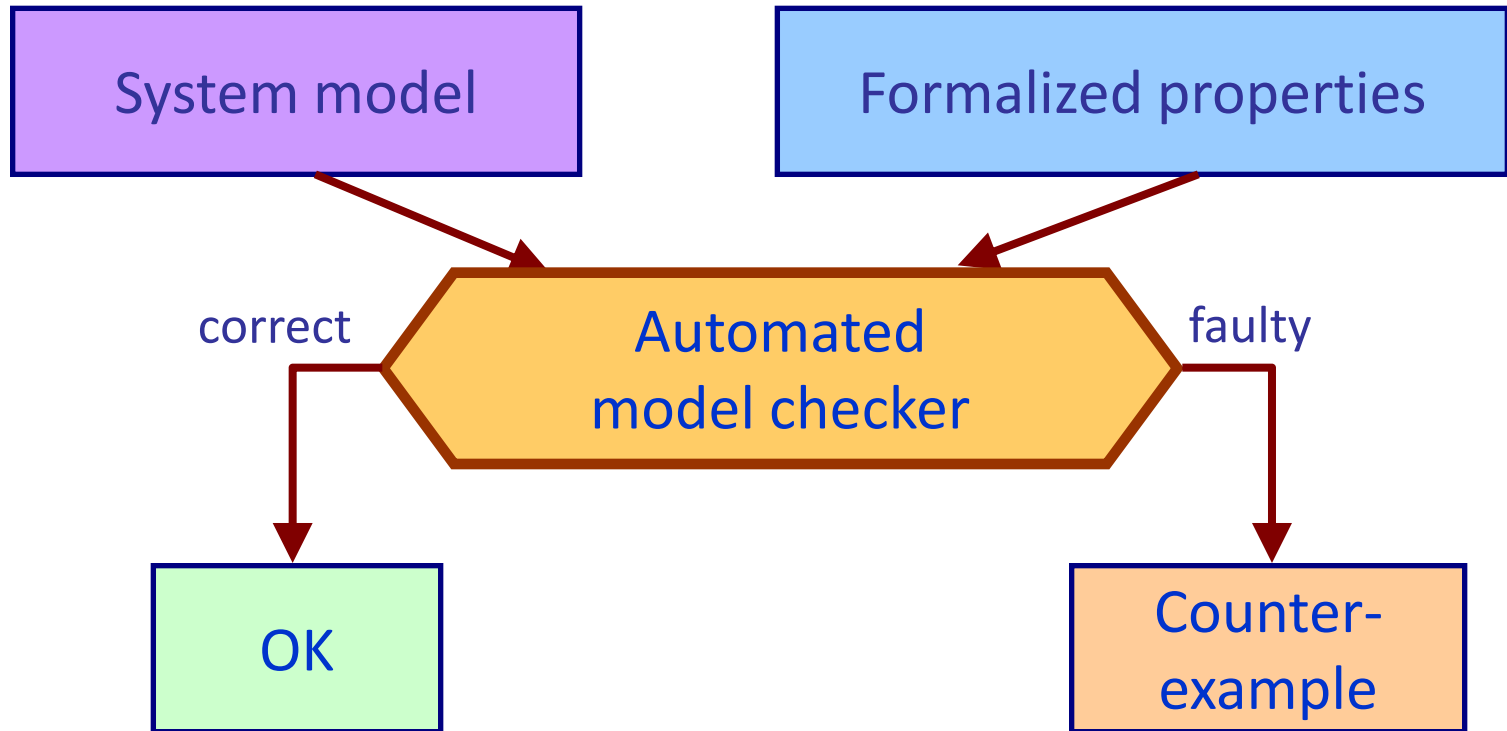 System model
Formalized properties
correct
Automated
model checker
faulty
OK
Counter-
example